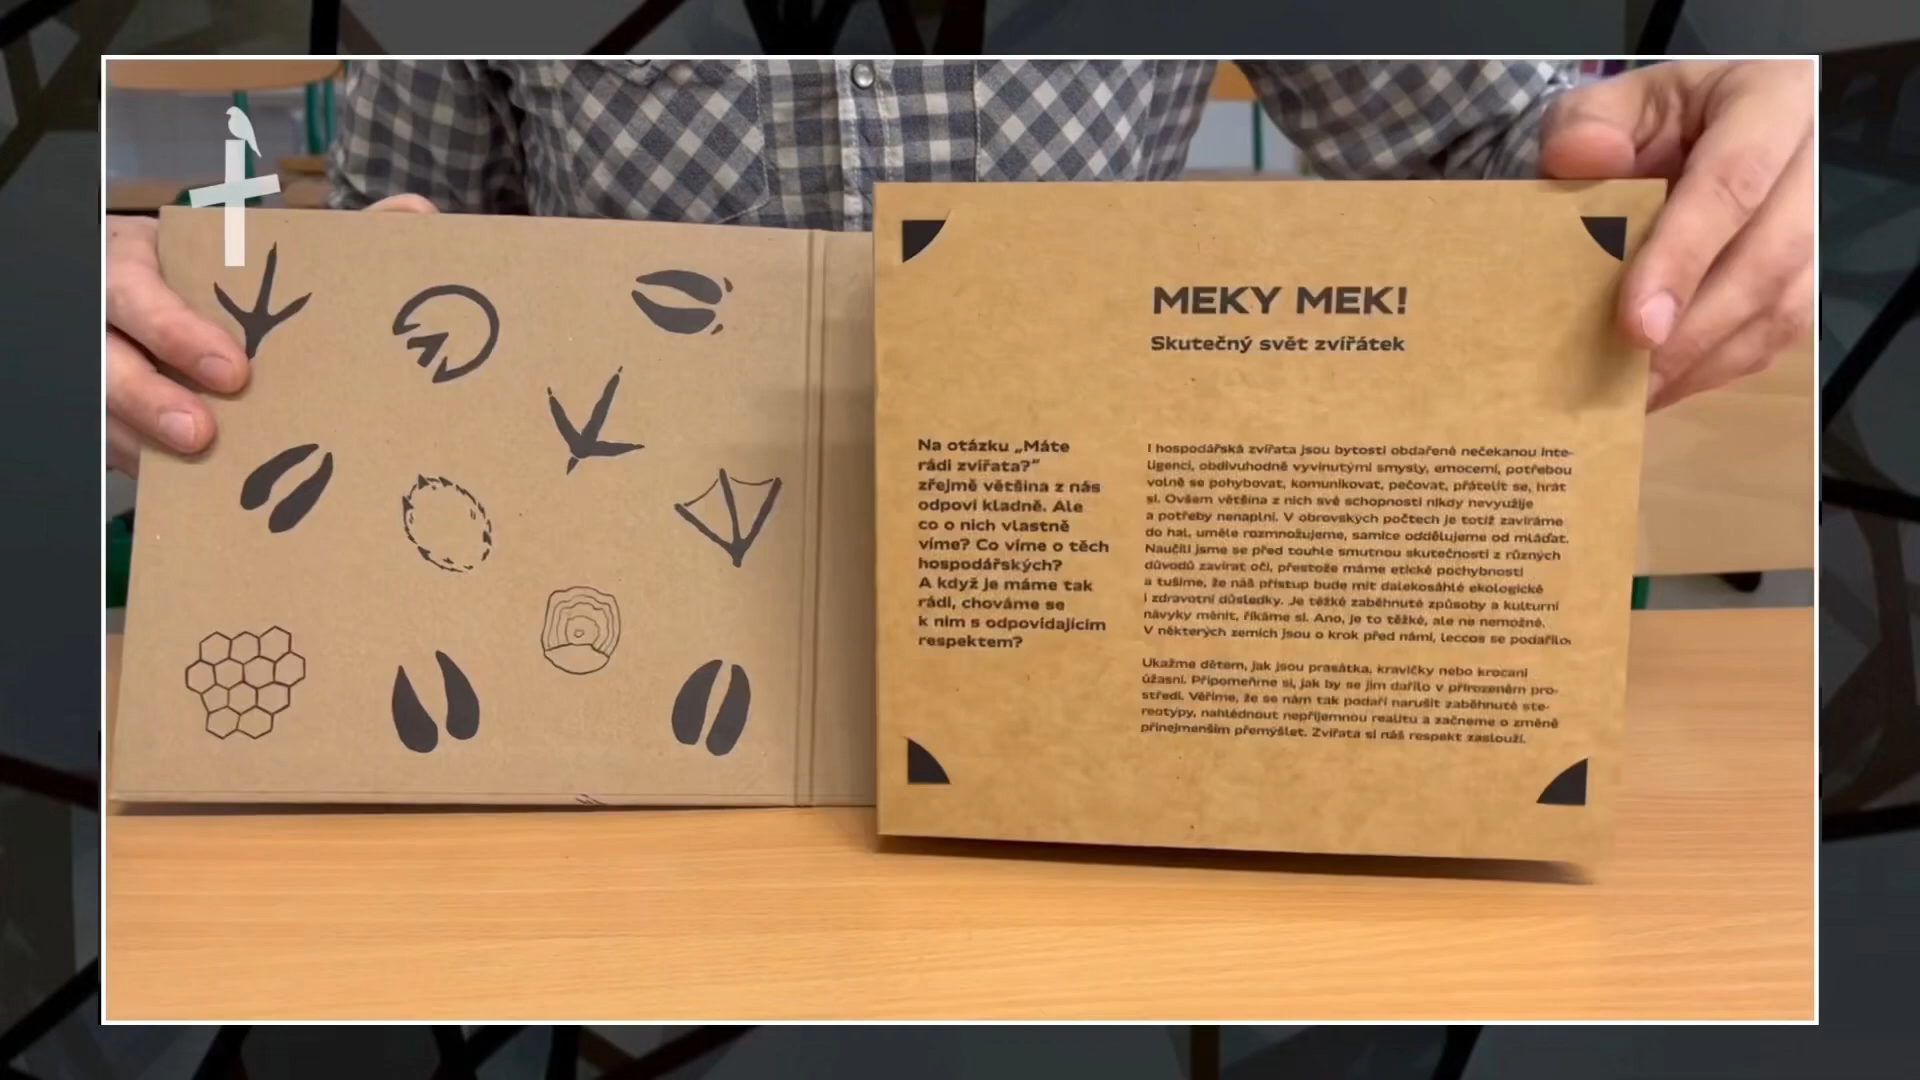 MEKY MEK!
Skutečný svět zvířátek
Na otázku „Máte
rádi zvířata?“
zřejmě většina z nás
odpoví kladně. Ale
co o nich vlastně
víme? Co víme o těch
hospodářských?
A když je máme tak
rádi, chováme se
k nim s odpovídajícím
respektem?
I hospodářská zvířata jsou bytosti obdařené nečekanou inte-
ligencí, obdivuhodně vyvinutými smysly, emocemi, potřebou
volně se pohybovat, komunikovat, pečovat, přátelit se, hrát
si. Ovšem většina z nich své schopnosti nikdy nevyužije
a potřeby nenaplní. V obrovských počtech je totiž zavíráme
do hal, uměle rozmnožujeme, samice oddělujeme od mláďat.
Naučili jsme se před touhle smutnou skutečností z různých
důvodů zavírat oči, přestože máme etické pochybnosti
a tušíme, že náš přístup bude mít dalekosáhlé ekologické
i zdravotní důsledky. Je těžké zaběhnuté způsoby a kulturní
návyky měnit, říkáme si. Ano, je to těžké, ale ne nemožné.
V některých zemích jsou o krok před námi, leccos se podařilo.
Ukažme dětem, jak jsou prasátka, kravičky nebo krocani
úžasní. Připomeňme si, jak by se jim dařilo v přirozeném pro-
středí. Věříme, že se nám tak podaří narušit zaběhnuté ste-
reotypy, nahlédnout nepříjemnou realitu a začneme o změně
přinejmenším přemýšlet. Zvířata si náš respekt zaslouží.